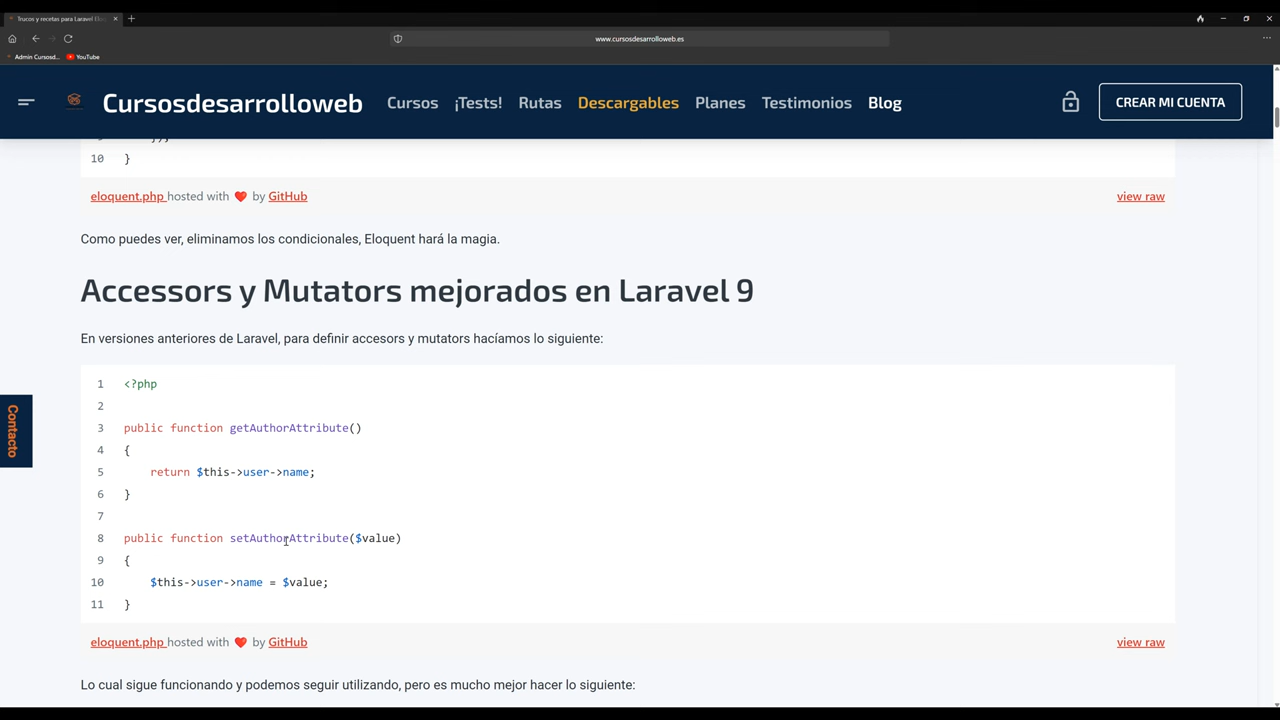 Trucos y recetas para Laravel Elo
www.cursosdesarrolloweb.es
Admin Cursosd... YouTube
Cursosdesarrolloweb Cursos ¡Tests! Rutas Descargables Planes Testimonios Blog CREAR MI CUENTA
10 }
eloquent.php hosted with ❤ by GitHub view raw
Como puedes ver, eliminamos los condicionales, Eloquent hará la magia.
Accessors y Mutators mejorados en Laravel 9
En versiones anteriores de Laravel, para definir accesors y mutators hacíamos lo siguiente:
Contacto
1 <?php
2
3 public function getAuthorAttribute()
4 {
5 return $this->user->name;
6 }
7
8 public function setAuthorAttribute($value)
9 {
10 $this->user->name = $value;
11 }
eloquent.php hosted with ❤ by GitHub view raw
Lo cual sigue funcionando y podemos seguir utilizando, pero es mucho mejor hacer lo siguiente: